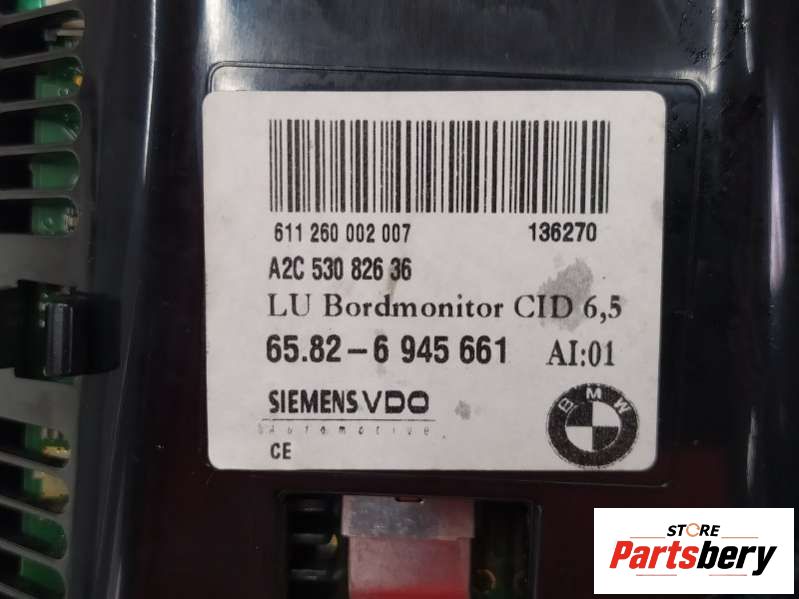 611 260 002 007 136270
A2C 530 826 36
LU Bordmonitor CID 6,5
65.82-6 945 661 AI:01
SIEMENS VDO
Automotive
BMW
CE
STORE
Partsbery